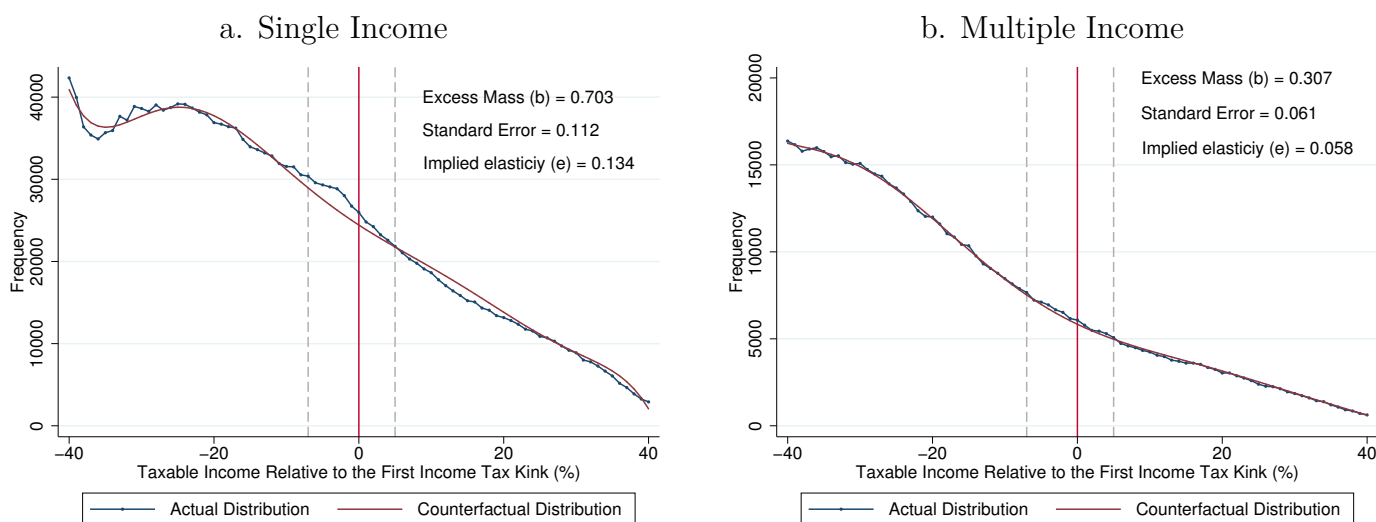 a. Single Income
Excess Mass (b) = 0.703
Standard Error = 0.112
Implied elasticiy (e) = 0.134
Frequency
40000
30000
20000
10000
0
−40
−20
0
20
40
Taxable Income Relative to the First Income Tax Kink (%)
Actual Distribution
Counterfactual Distribution
b. Multiple Income
Excess Mass (b) = 0.307
Standard Error = 0.061
Implied elasticiy (e) = 0.058
Frequency
20000
15000
10000
5000
0
−40
−20
0
20
40
Taxable Income Relative to the First Income Tax Kink (%)
Actual Distribution
Counterfactual Distribution